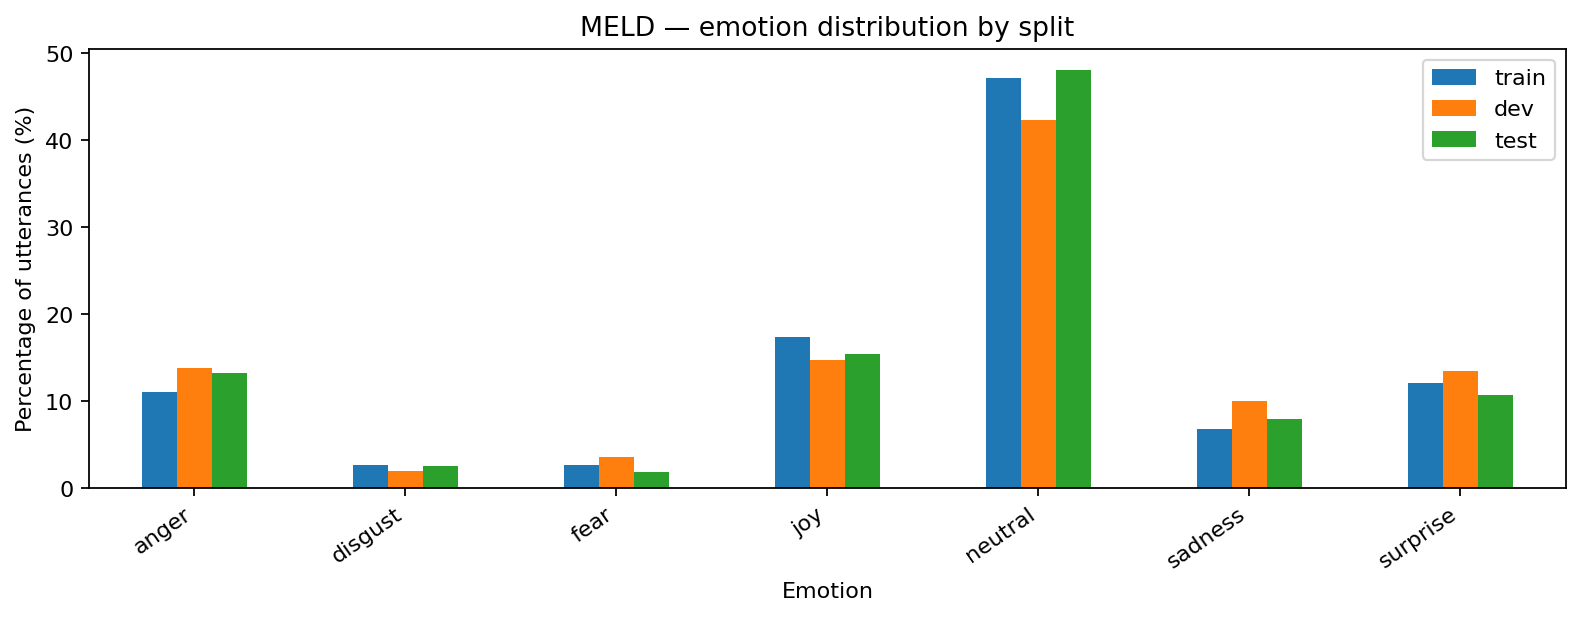 MELD — emotion distribution by split
Percentage of utterances (%)
50
40
30
20
10
0
train
dev
test
anger
disgust
fear
joy
neutral
sadness
surprise
Emotion